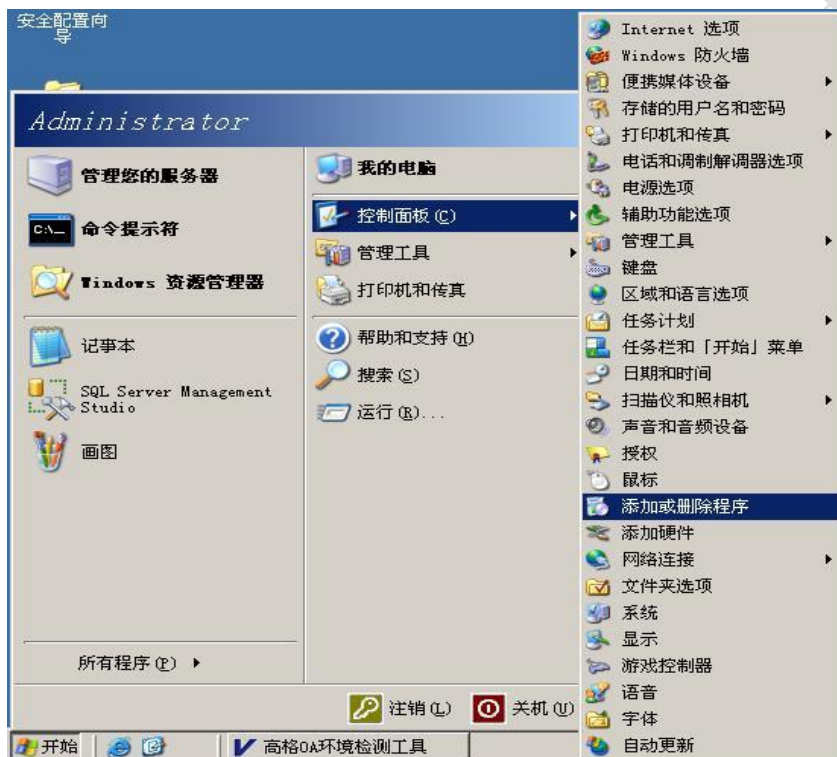 安全配置向
导
Administrator
管理您的服务器
命令提示符
Windows 资源管理器
记事本
SQL Server Management
Studio
画图
所有程序(P)
我的电脑
控制面板(C)
管理工具
打印机和传真
帮助和支持(H)
搜索(S)
运行(R)...
注销(L)
关机(U)
Internet 选项
Windows 防火墙
便携媒体设备
存储的用户名和密码
打印机和传真
电话和调制解调器选项
电源选项
辅助功能选项
管理工具
键盘
区域和语言选项
任务计划
任务栏和「开始」菜单
日期和时间
扫描仪和照相机
声音和音频设备
授权
鼠标
添加或删除程序
添加硬件
网络连接
文件夹选项
系统
显示
游戏控制器
语音
字体
自动更新
开始
高格OA环境检测工具
C:\_